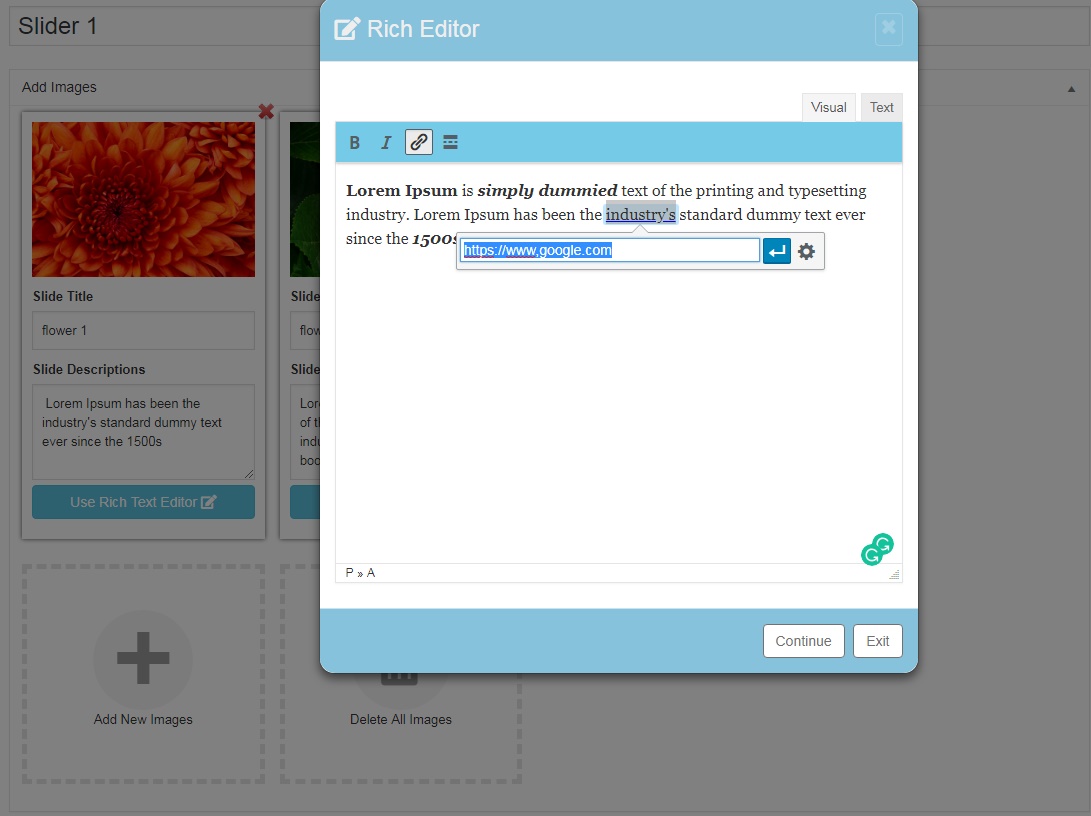 Slider 1
Rich Editor
Add Images
Visual Text
B I
Lorem Ipsum is simply dummied text of the printing and typesetting
industry. Lorem Ipsum has been the industry's standard dummy text ever
since the 1500s
https://www.google.com
Slide Title
flower 1
Slide Descriptions
Lorem Ipsum has been the
industry's standard dummy text
ever since the 1500s
Use Rich Text Editor
Slide
flow
Slide
of th
P » A
Continue Exit
Add New Images
Delete All Images